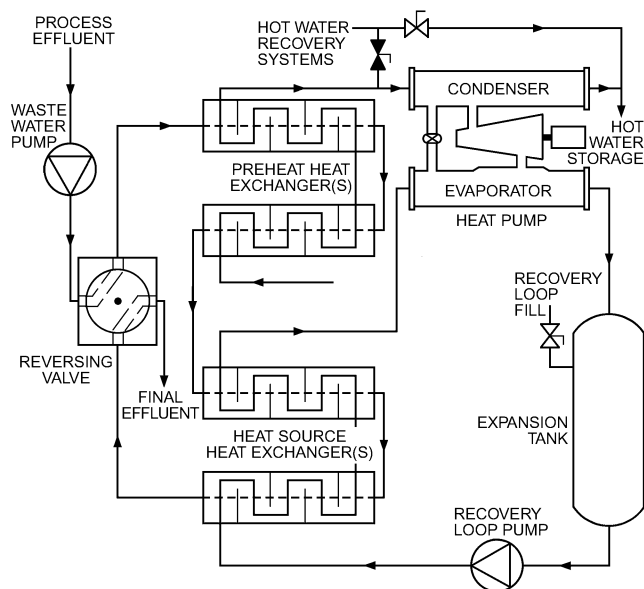 PROCESS
EFFLUENT
HOT WATER
RECOVERY
SYSTEMS
WASTE
WATER
PUMP
CONDENSER
HOT
WATER
STORAGE
PREHEAT HEAT
EXCHANGER(S)
EVAPORATOR
HEAT PUMP
RECOVERY
LOOP
FILL
REVERSING
VALVE
FINAL
EFFLUENT
HEAT SOURCE
HEAT EXCHANGER(S)
EXPANSION
TANK
RECOVERY
LOOP PUMP